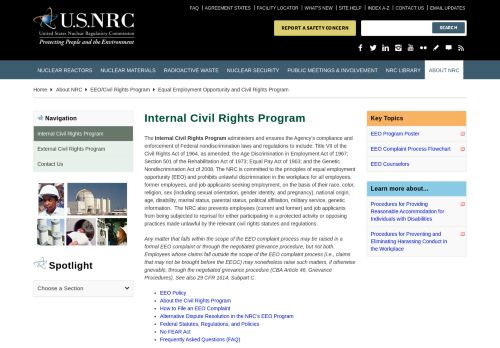 FAQ | AGREEMENT STATES | FACILITY LOCATOR | WHAT'S NEW | SITE HELP | INDEX A-Z | CONTACT US | EMAIL UPDATES
U.S.NRC
United States Nuclear Regulatory Commission
Protecting People and the Environment
REPORT A SAFETY CONCERN
SEARCH
NUCLEAR REACTORS
NUCLEAR MATERIALS
RADIOACTIVE WASTE
NUCLEAR SECURITY
PUBLIC MEETINGS & INVOLVEMENT
NRC LIBRARY
ABOUT NRC
Home > About NRC > EEO/Civil Rights Program > Equal Employment Opportunity and Civil Rights Program
Navigation
Internal Civil Rights Program
External Civil Rights Program
Contact Us
Spotlight
Choose a Section
Internal Civil Rights Program
The Internal Civil Rights Program administers and ensures the Agency's compliance and
enforcement of Federal nondiscrimination laws and regulations to include: Title VII of the
Civil Rights Act of 1964, as amended; the Age Discrimination in Employment Act of 1967;
Section 501 of the Rehabilitation Act of 1973; Equal Pay Act of 1963; and the Genetic
Nondiscrimination Act of 2008. The NRC is committed to the principles of equal employment
opportunity (EEO) and prohibits unlawful discrimination in the workplace for all employees,
former employees, and job applicants seeking employment, on the basis of their race, color,
religion, sex (including sexual orientation, gender identity, and pregnancy), national origin,
age, disability, marital status, parental status, political affiliation, military service, genetic
information. The NRC also prevents employees (current and former) and job applicants
from being subjected to reprisal for either participating in a protected activity or opposing
practices made unlawful by the relevant civil rights statutes and regulations.
Any matter that falls within the scope of the EEO complaint process may be raised in a
formal EEO complaint or through the negotiated grievance procedure, but not both.
Employees whose claims fall outside the scope of the EEO complaint process (i.e., claims
that may not be brought before the EEOC) may nonetheless raise such matters, if otherwise
grievable, through the negotiated grievance procedure (CBA Article 46, Grievance
Procedures). See also 29 CFR 1614, Subpart C.
EEO Policy
About the Civil Rights Program
How to File an EEO Complaint
Alternative Dispute Resolution in the NRC's EEO Program
Federal Statutes, Regulations, and Policies
No FEAR Act
Frequently Asked Questions (FAQ)
Key Topics
EEO Program Poster
EEO Complaint Process Flowchart
EEO Counselors
Learn more about...
Procedures for Providing
Reasonable Accommodation for
Individuals with Disabilities
Procedures for Preventing and
Eliminating Harassing Conduct in
the Workplace